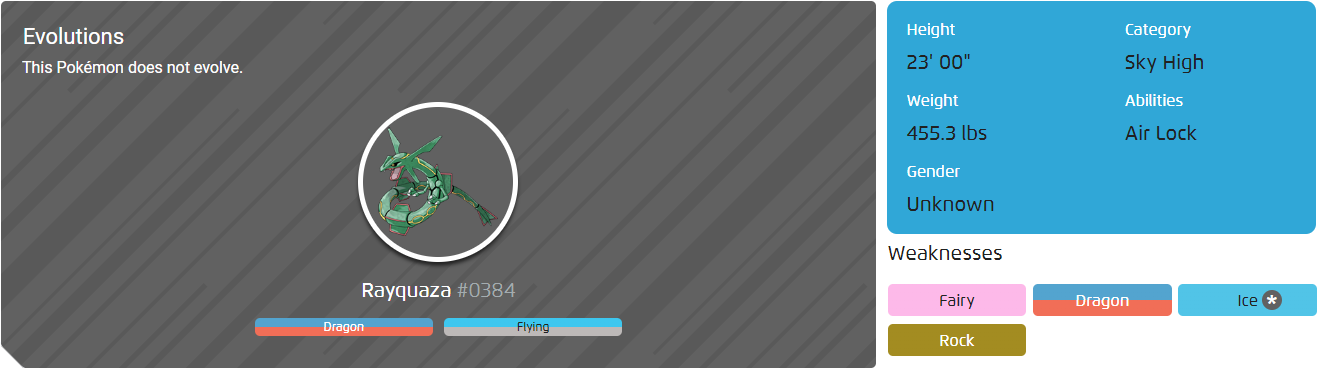 Evolutions
This Pokémon does not evolve.
Rayquaza #0384
Dragon
Flying
Height
23' 00"
Category
Sky High
Weight
455.3 lbs
Abilities
Air Lock
Gender
Unknown
Weaknesses
Fairy
Dragon
Ice *
Rock